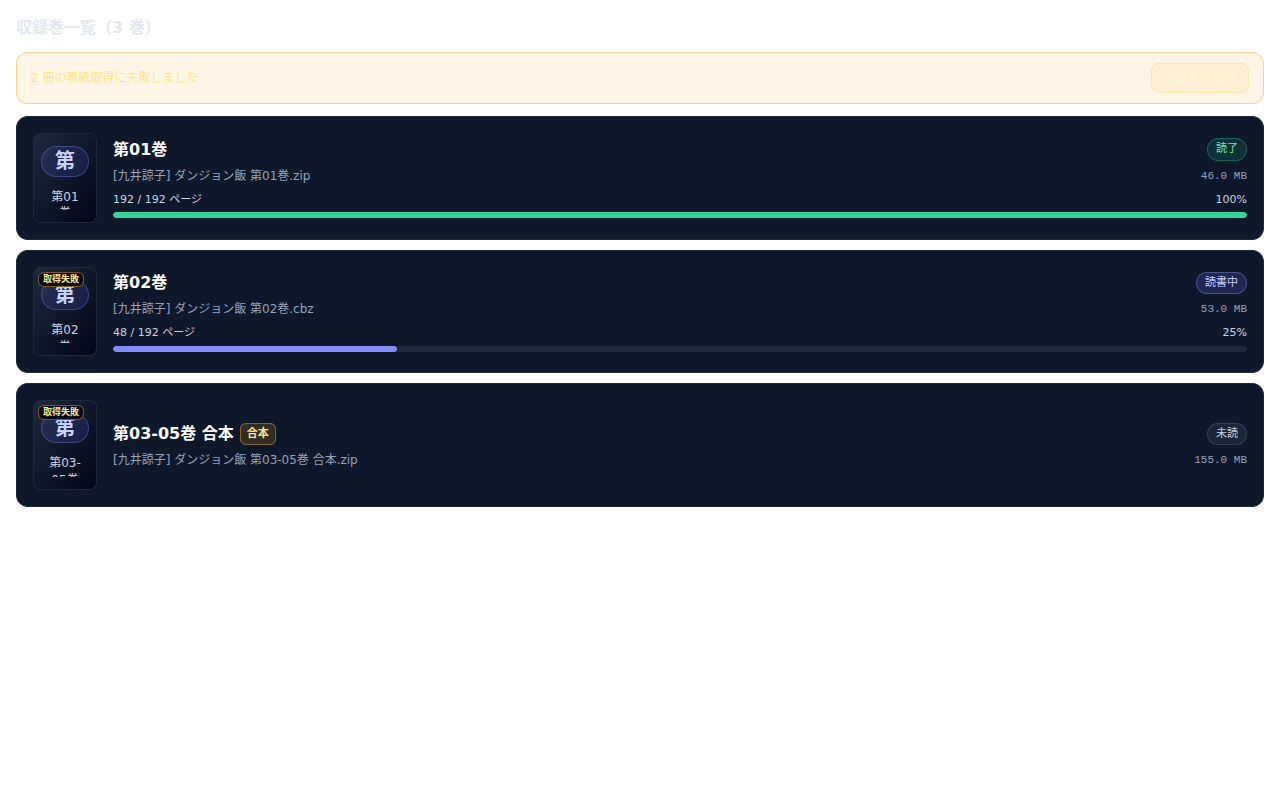 収録巻一覧（3 巻）
2 冊の表紙取得に失敗しました
第
第01
第01巻
読了
[九井諒子] ダンジョン飯 第01巻.zip
46.0 MB
192 / 192 ページ
100%
取得失敗
第
第02
第02巻
読書中
[九井諒子] ダンジョン飯 第02巻.cbz
53.0 MB
48 / 192 ページ
25%
取得失敗
第
第03-
第03-05巻 合本
合本
未読
[九井諒子] ダンジョン飯 第03-05巻 合本.zip
155.0 MB